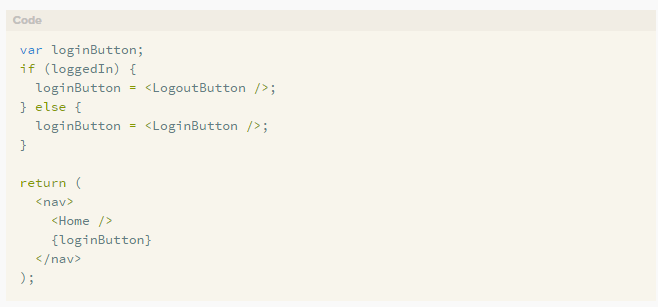 Code
var loginButton;
if (loggedIn) {
  loginButton = <LogoutButton />;
} else {
  loginButton = <LoginButton />;
}

return (
  <nav>
    <Home />
    {loginButton}
  </nav>
);